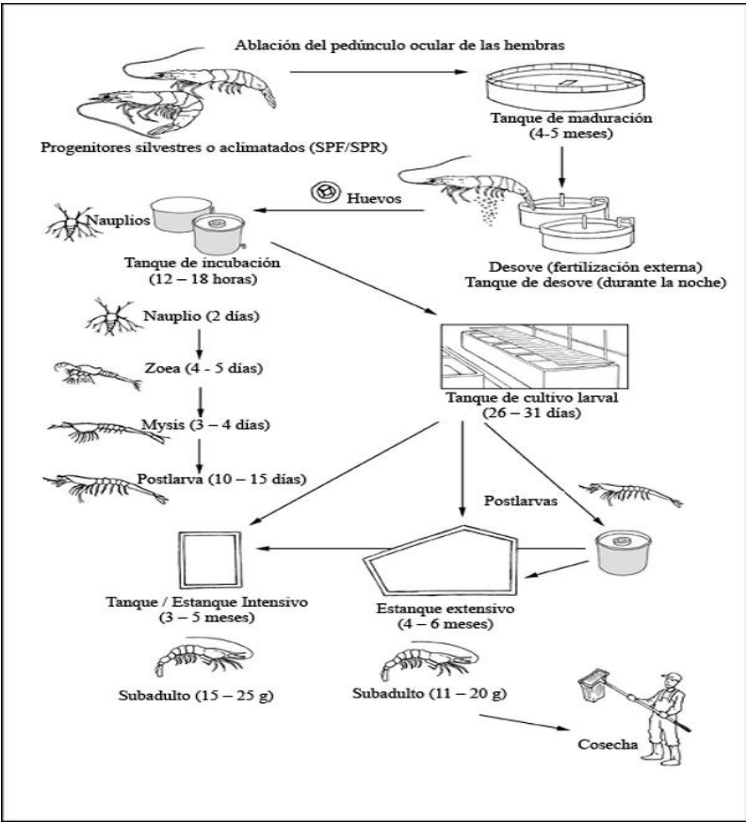 Ablación del pedúnculo ocular de las hembras
Tanque de maduración
(4-5 meses)
Progenitores silvestres o aclimatados (SPF/SPR)
Huevos
Nauplios
Tanque de incubación
(12 – 18 horas)
Desove (fertilización externa)
Tanque de desove (durante la noche)
Nauplio (2 días)
Zoea (4 - 5 días)
Mysis (3 – 4 días)
Postlarva (10 – 15 días)
Tanque de cultivo larval
(26 – 31 días)
Postlarvas
Tanque / Estanque Intensivo
(3 – 5 meses)
Estanque extensivo
(4 – 6 meses)
Subadulto (15 – 25 g)
Subadulto (11 – 20 g)
Cosecha